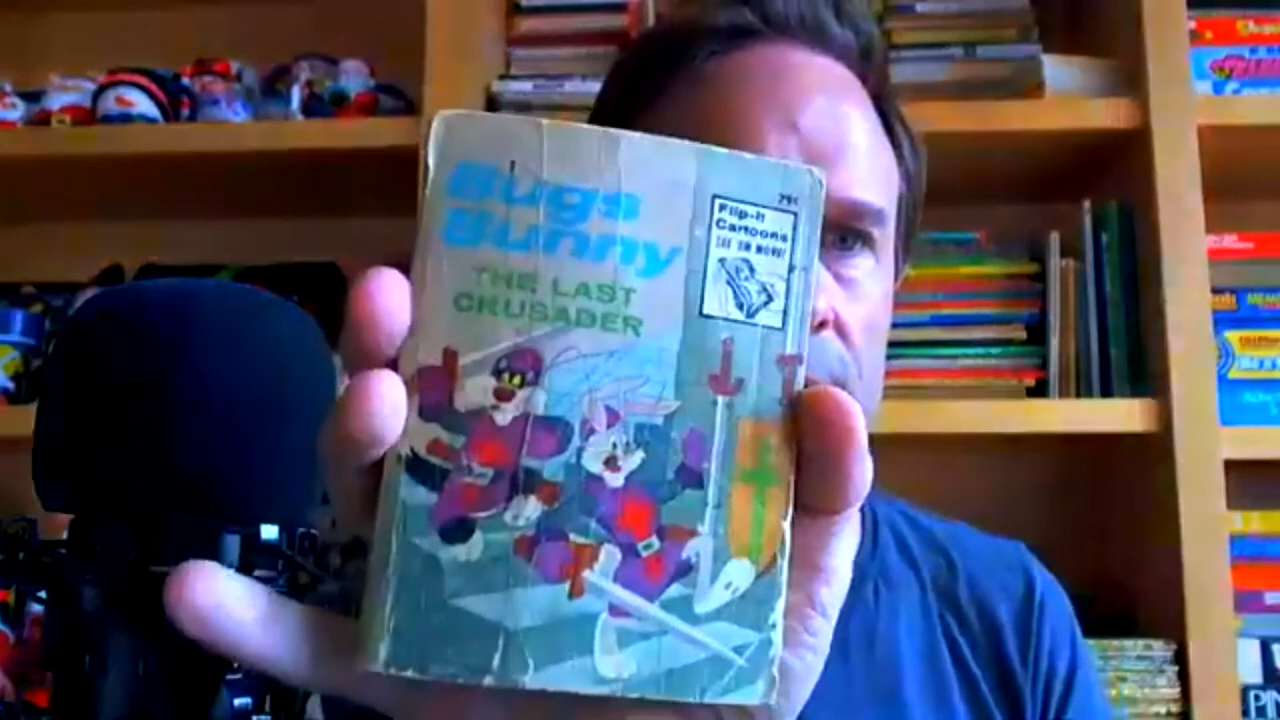 Bugs
Bunny
THE LAST
CRUSADER
79¢
Flip-It
Cartoons
SEE 'EM MOVE!